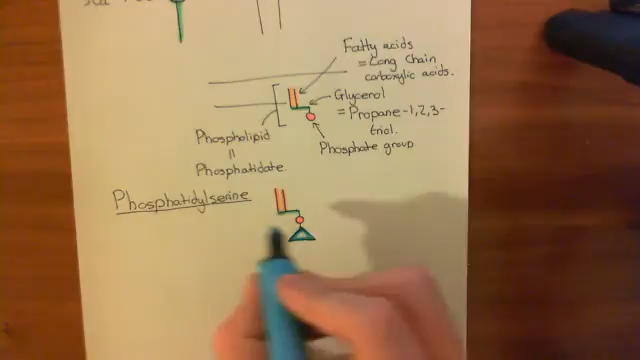 Fatty acids
= Long Chain
carboxylic acids.
Glycerol
= Propane-1,2,3-
triol.
Phosphate group
Phospholipid
=
Phosphatidate.
Phosphatidylserine